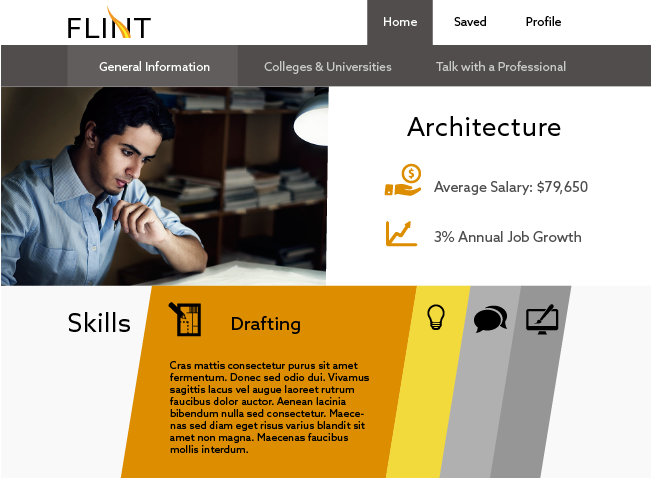 FLINT
Home Saved Profile
General Information Colleges & Universities Talk with a Professional
Architecture
Average Salary: $79,650
3% Annual Job Growth
Skills
Drafting
Cras mattis consectetur purus sit amet
fermentum. Donec sed odio dui. Vivamus
sagittis lacus vel augue laoreet rutrum
faucibus dolor auctor. Aenean lacinia
bibendum nulla sed consectetur. Maece-
nas sed diam eget risus varius blandit sit
amet non magna. Maecenas faucibus
mollis interdum.